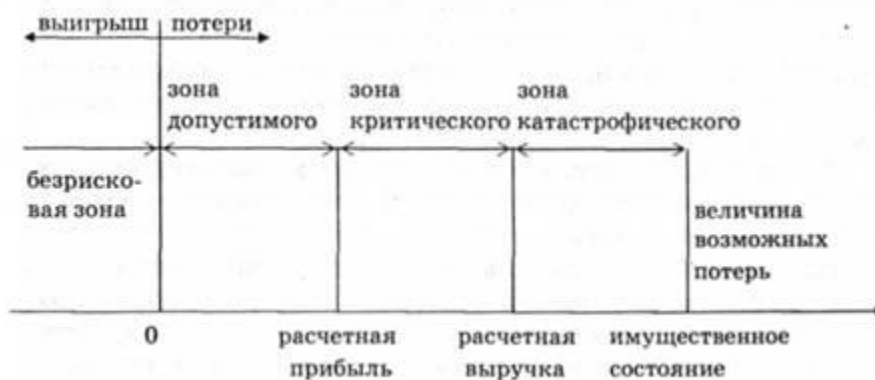 выигрыш потери
зона
допустимого
зона
критического
зона
катастрофического
безриско-
вая зона
величина
возможных
потерь
0
расчетная
прибыль
расчетная
выручка
имущественное
состояние